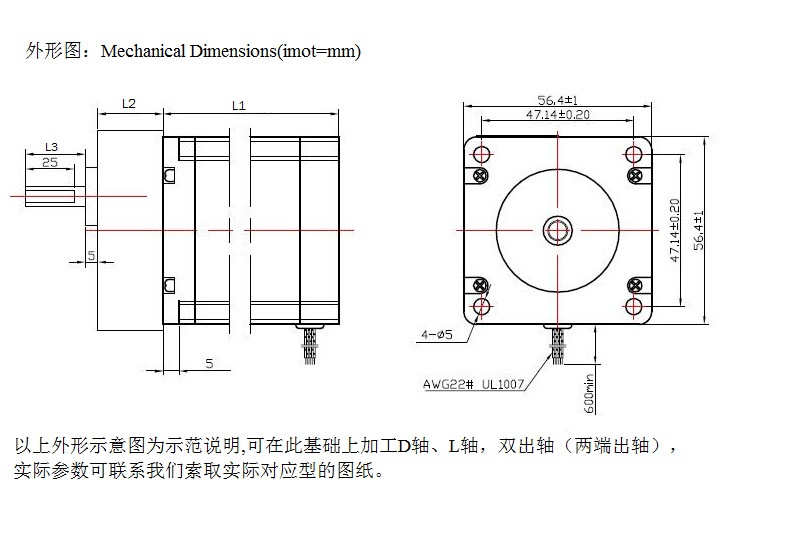 外形图：Mechanical Dimensions(imot=mm)
L2
L1
L3
25
5
5
56.4±1
47.14±0.20
47.14±0.20
56.4±1
4-ø5
AWG22# UL1007
600min
以上外形示意图为示范说明,可在此基础上加工D轴、L轴，双出轴（两端出轴），
实际参数可联系我们索取实际对应型的图纸。